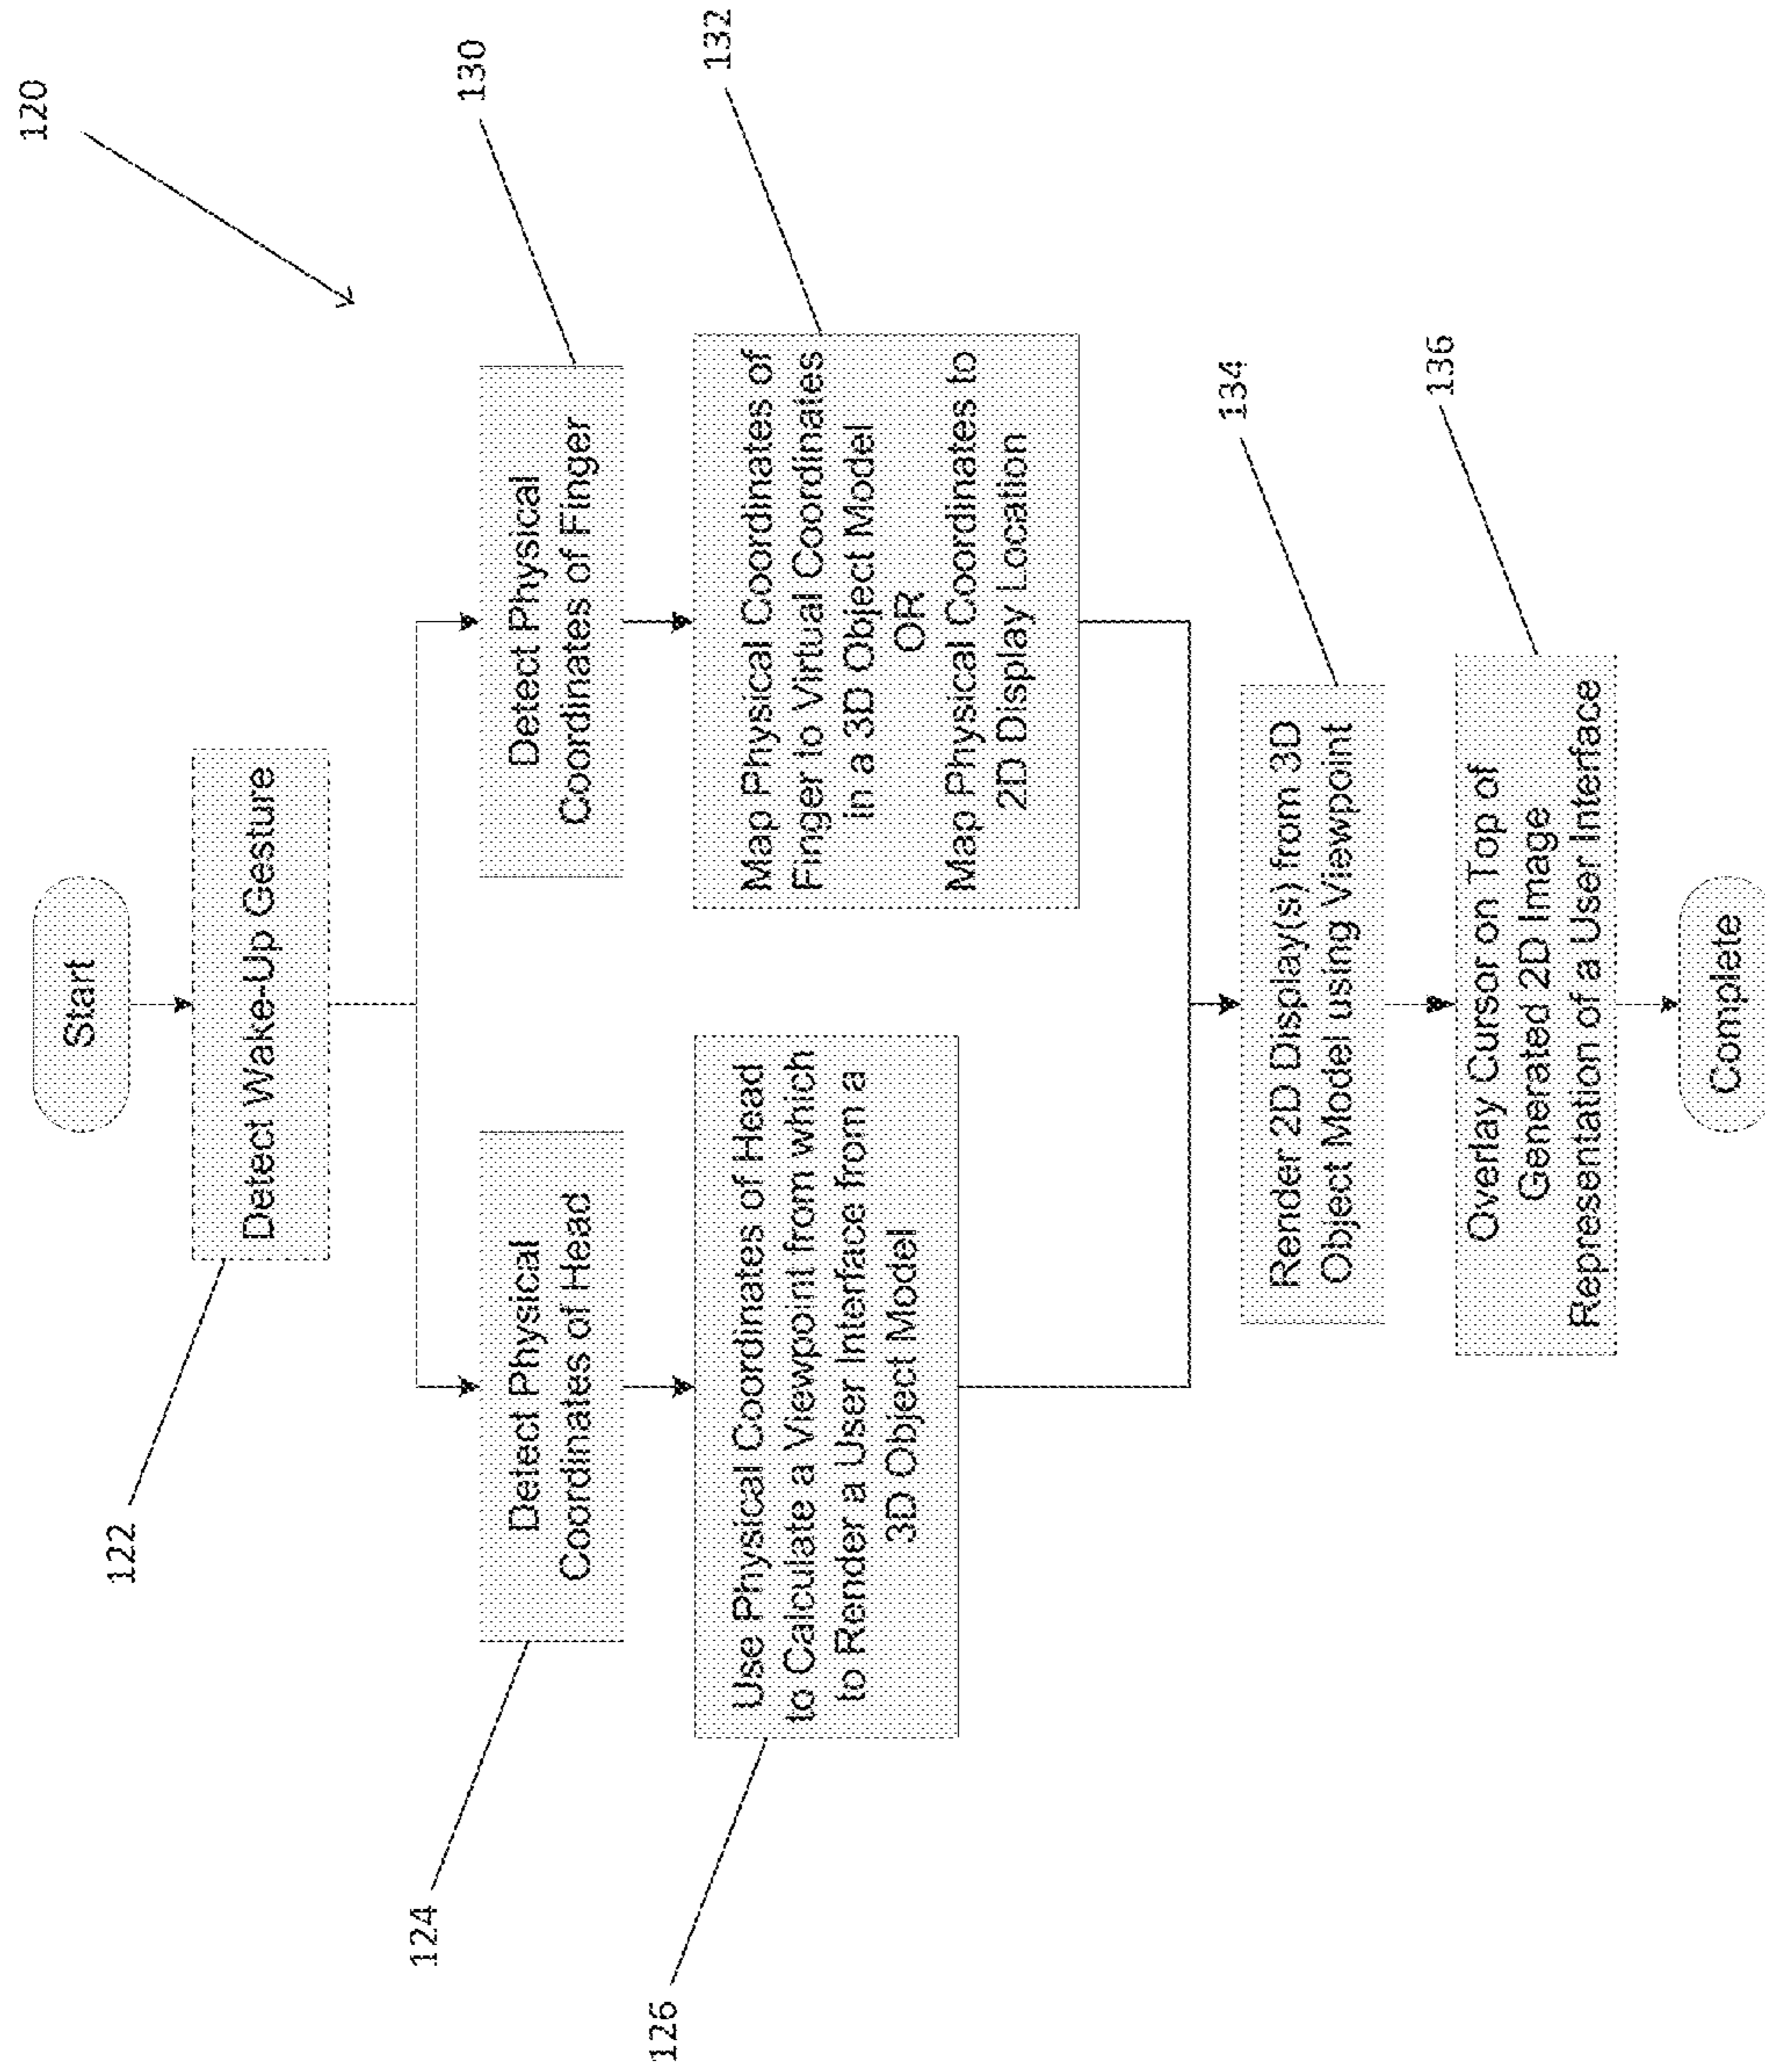 120
Start
122
Detect Wake-Up Gesture
124
Detect Physical
Coordinates of Head
130
Detect Physical
Coordinates of Finger
126
Use Physical Coordinates of Head
to Calculate a Viewpoint from which
to Render a User Interface from a
3D Object Model
132
Map Physical Coordinates of
Finger to Virtual Coordinates
in a 3D Object Model
OR
Map Physical Coordinates to
2D Display Location
134
Render 2D Display(s) from 3D
Object Model using Viewpoint
136
Overlay Cursor on Top of
Generated 2D Image
Representation of a User Interface
Complete